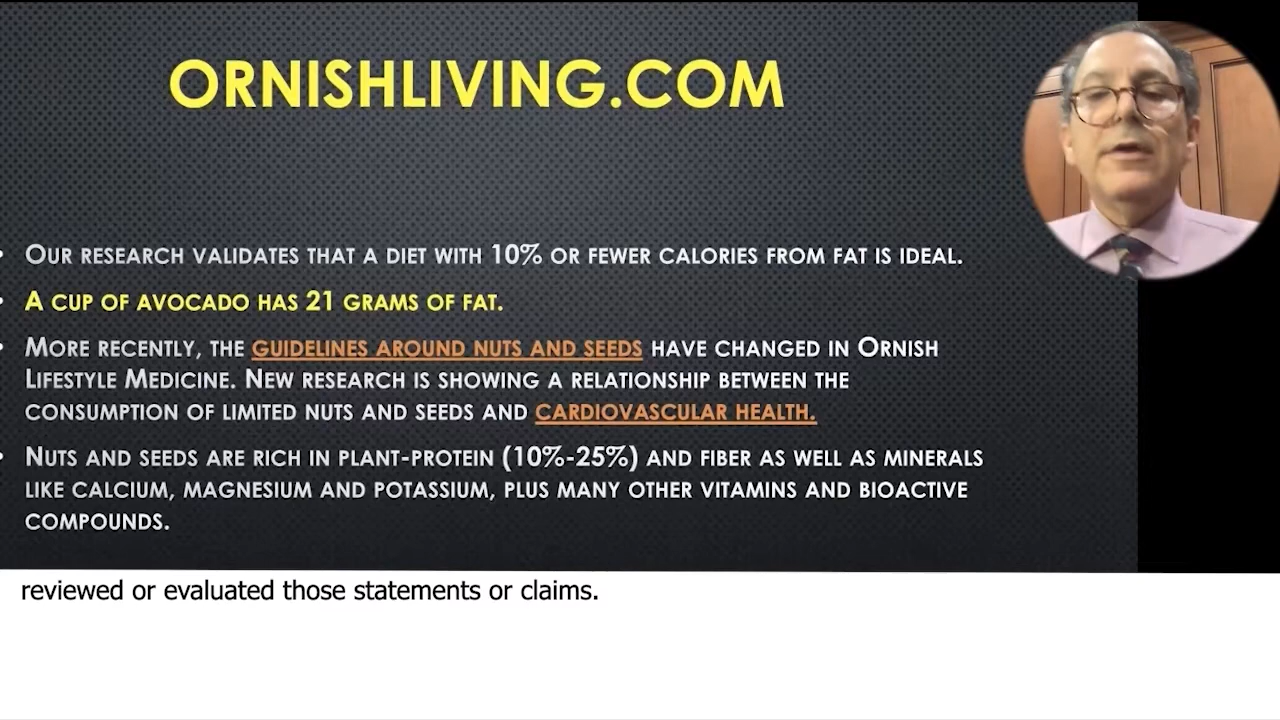 ORNISHLIVING.COM
• OUR RESEARCH VALIDATES THAT A DIET WITH 10% OR FEWER CALORIES FROM FAT IS IDEAL.
• A CUP OF AVOCADO HAS 21 GRAMS OF FAT.
• MORE RECENTLY, THE GUIDELINES AROUND NUTS AND SEEDS HAVE CHANGED IN ORNISH
LIFESTYLE MEDICINE. NEW RESEARCH IS SHOWING A RELATIONSHIP BETWEEN THE
CONSUMPTION OF LIMITED NUTS AND SEEDS AND CARDIOVASCULAR HEALTH.
• NUTS AND SEEDS ARE RICH IN PLANT-PROTEIN (10%-25%) AND FIBER AS WELL AS MINERALS
LIKE CALCIUM, MAGNESIUM AND POTASSIUM, PLUS MANY OTHER VITAMINS AND BIOACTIVE
COMPOUNDS.
reviewed or evaluated those statements or claims.